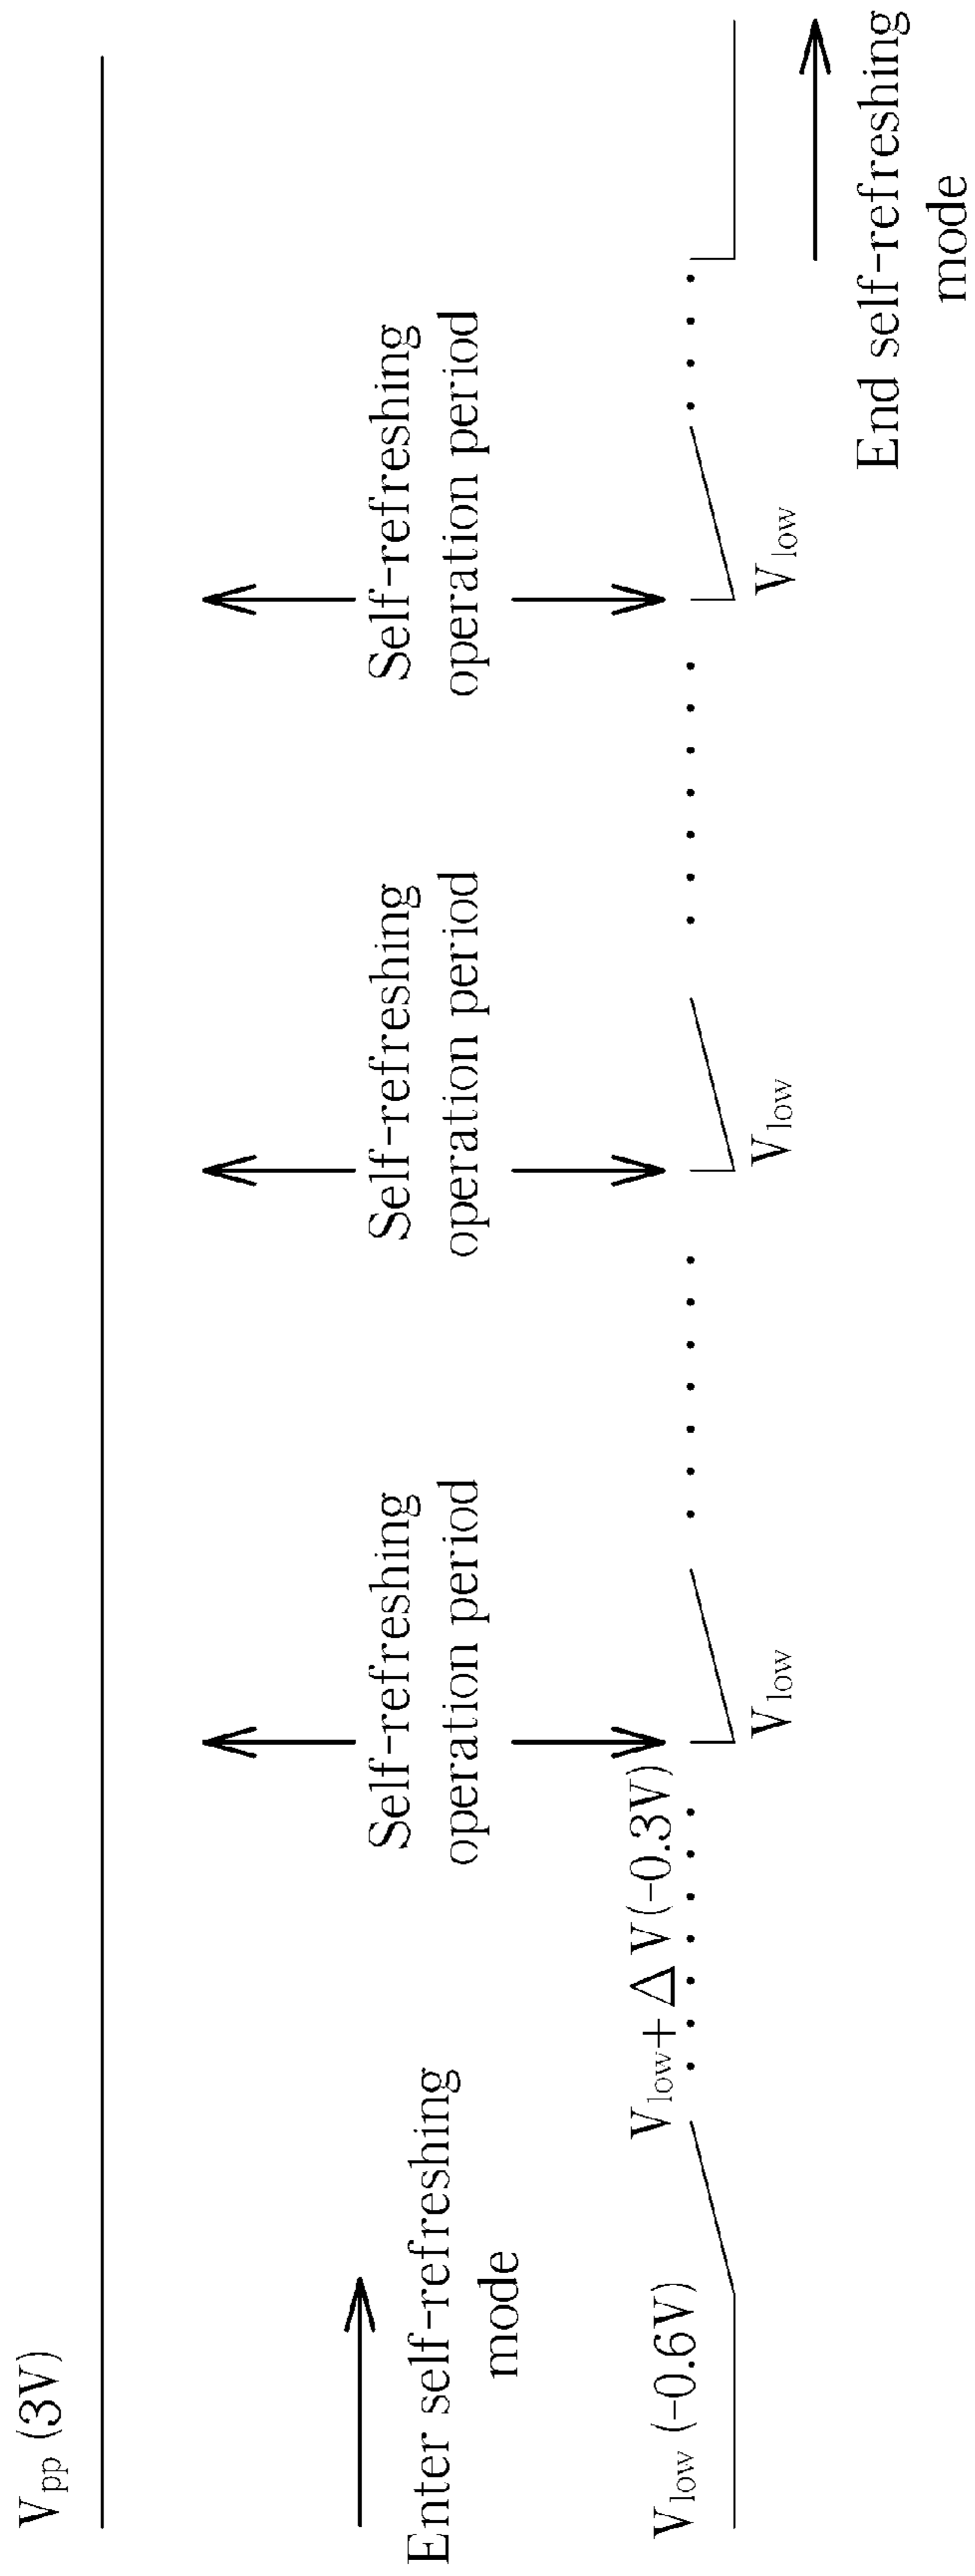 V_pp (3V)
Enter self-refreshing
mode
V_low (-0.6V)
V_low+ΔV(-0.3V)
Self-refreshing
operation period
V_low
Self-refreshing
operation period
V_low
Self-refreshing
operation period
V_low
End self-refreshing
mode